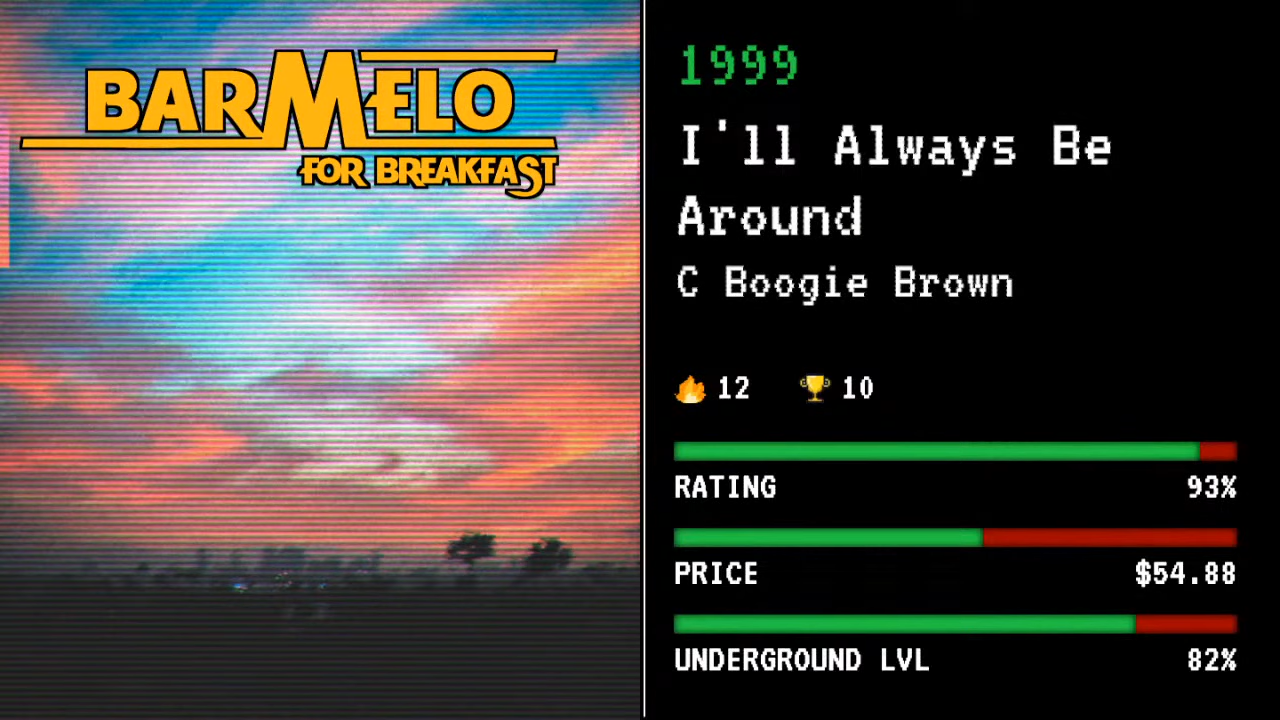 BARMELO
FOR BREAKFAST
1999
I'll Always Be
Around
C Boogie Brown
12 10
RATING 93%
PRICE $54.88
UNDERGROUND LVL 82%